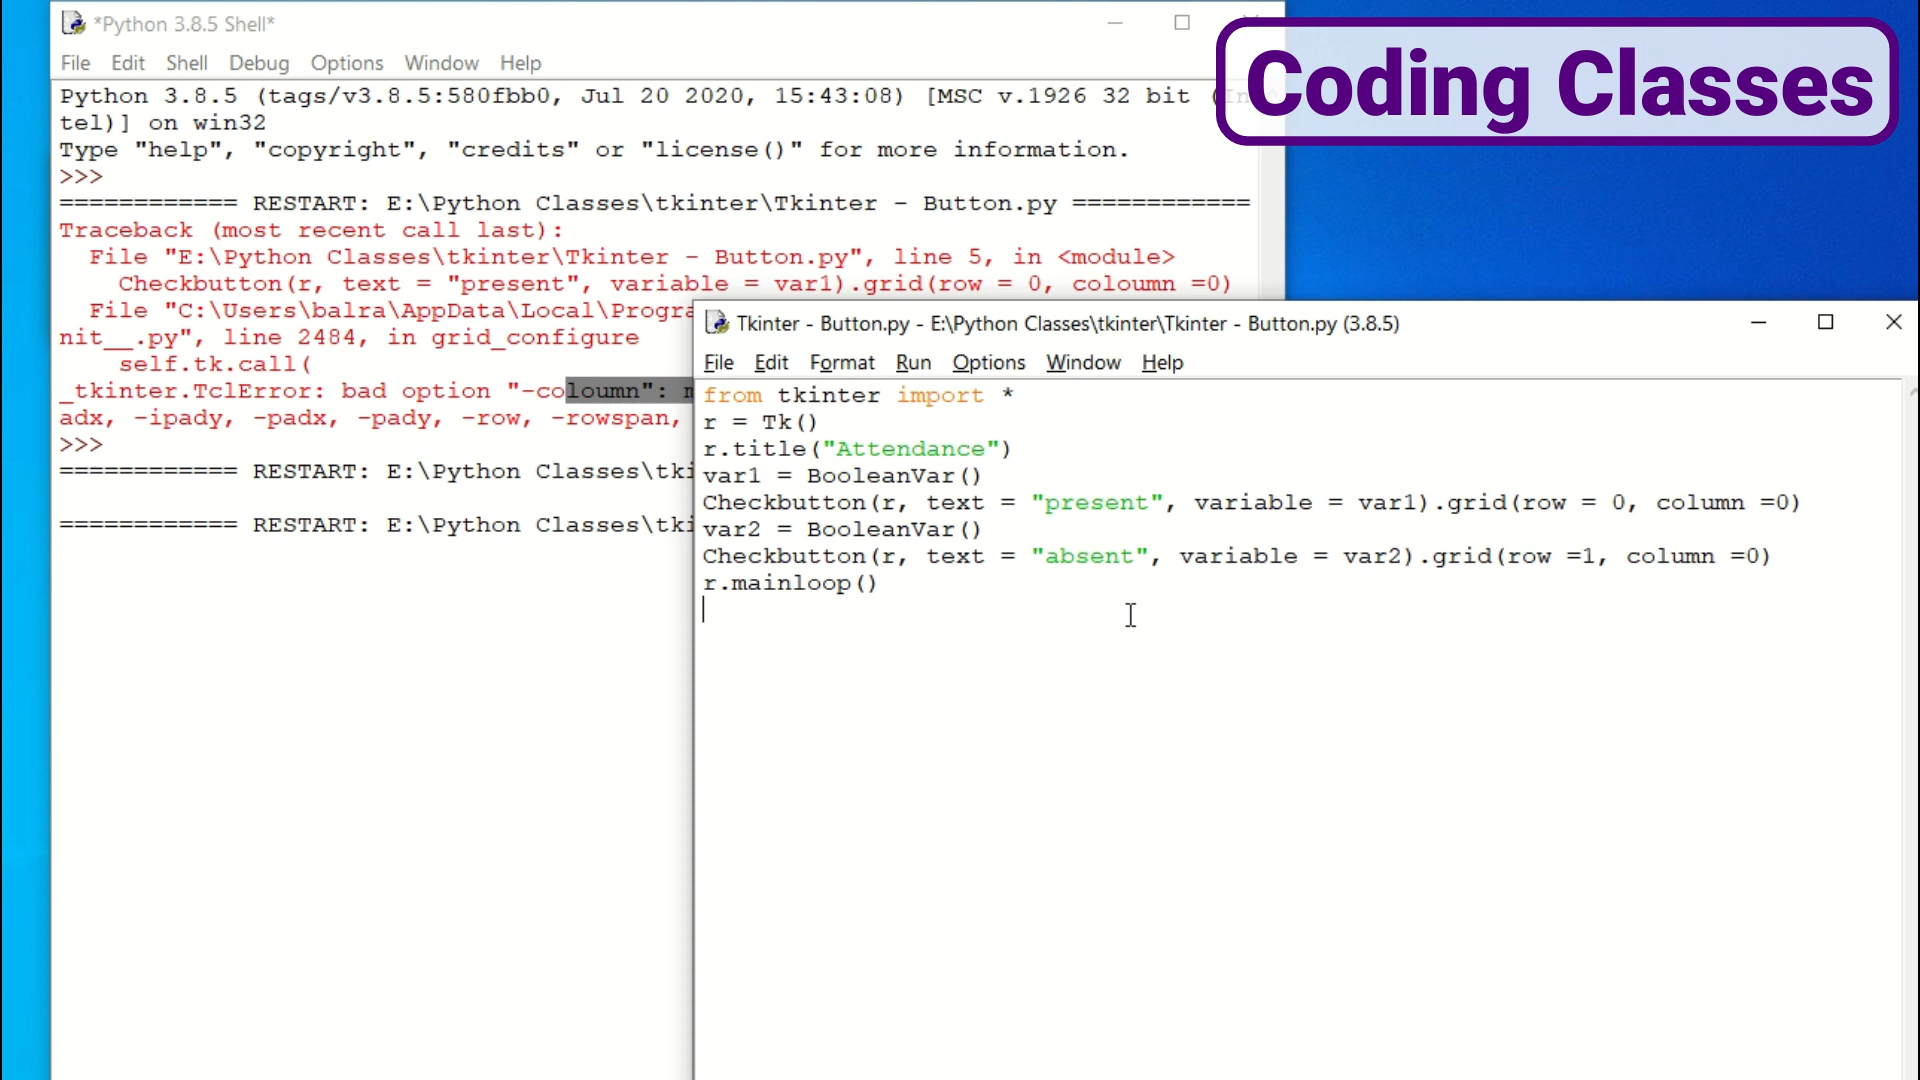 *Python 3.8.5 Shell*
File Edit Shell Debug Options Window Help
Python 3.8.5 (tags/v3.8.5:580fbb0, Jul 20 2020, 15:43:08) [MSC v.1926 32 bit (In
tel)] on win32
Type "help", "copyright", "credits" or "license()" for more information.
>>>
============ RESTART: E:\Python Classes\tkinter\Tkinter - Button.py ============
Traceback (most recent call last):
File "E:\Python Classes\tkinter\Tkinter - Button.py", line 5, in <module>
Checkbutton(r, text = "present", variable = var1).grid(row = 0, coloumn =0)
File "C:\Users\balra\AppData\Local\Progra
nit__.py", line 2484, in grid_configure
self.tk.call(
_tkinter.TclError: bad option "-coloumn": m
adx, -ipady, -padx, -pady, -row, -rowspan,
>>>
============ RESTART: E:\Python Classes\tki
============ RESTART: E:\Python Classes\tki
Coding Classes
Tkinter - Button.py - E:\Python Classes\tkinter\Tkinter - Button.py (3.8.5)
File Edit Format Run Options Window Help
from tkinter import *
r = Tk()
r.title("Attendance")
var1 = BooleanVar()
Checkbutton(r, text = "present", variable = var1).grid(row = 0, column =0)
var2 = BooleanVar()
Checkbutton(r, text = "absent", variable = var2).grid(row =1, column =0)
r.mainloop()